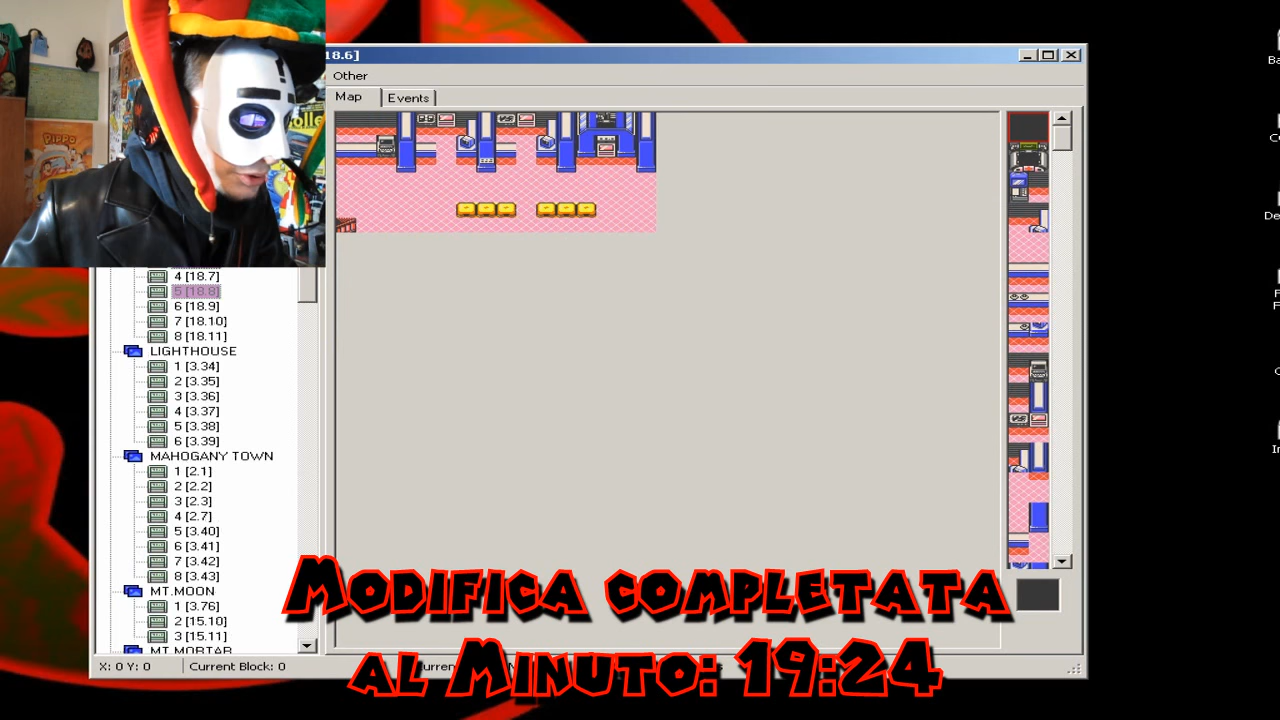 18.6]
Other
Map
Events
4 [18.7]
5 [18.8]
6 [18.9]
7 [18.10]
8 [18.11]
LIGHTHOUSE
1 [3.34]
2 [3.35]
3 [3.36]
4 [3.37]
5 [3.38]
6 [3.39]
MAHOGANY TOWN
1 [2.1]
2 [2.2]
3 [2.3]
4 [2.7]
5 [3.40]
6 [3.41]
7 [3.42]
8 [3.43]
MT.MOON
1 [3.76]
2 [15.10]
3 [15.11]
MT.MORTAR
X: 0 Y: 0
Current Block: 0
Modifica completata
al Minuto: 19:24
PIPPO